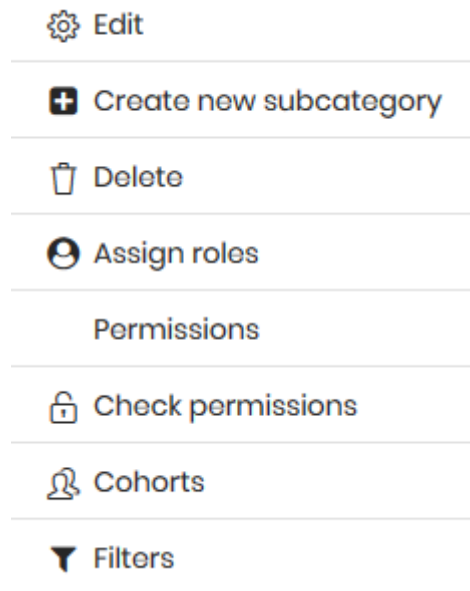 Edit
Create new subcategory
Delete
Assign roles
Permissions
Check permissions
Cohorts
Filters